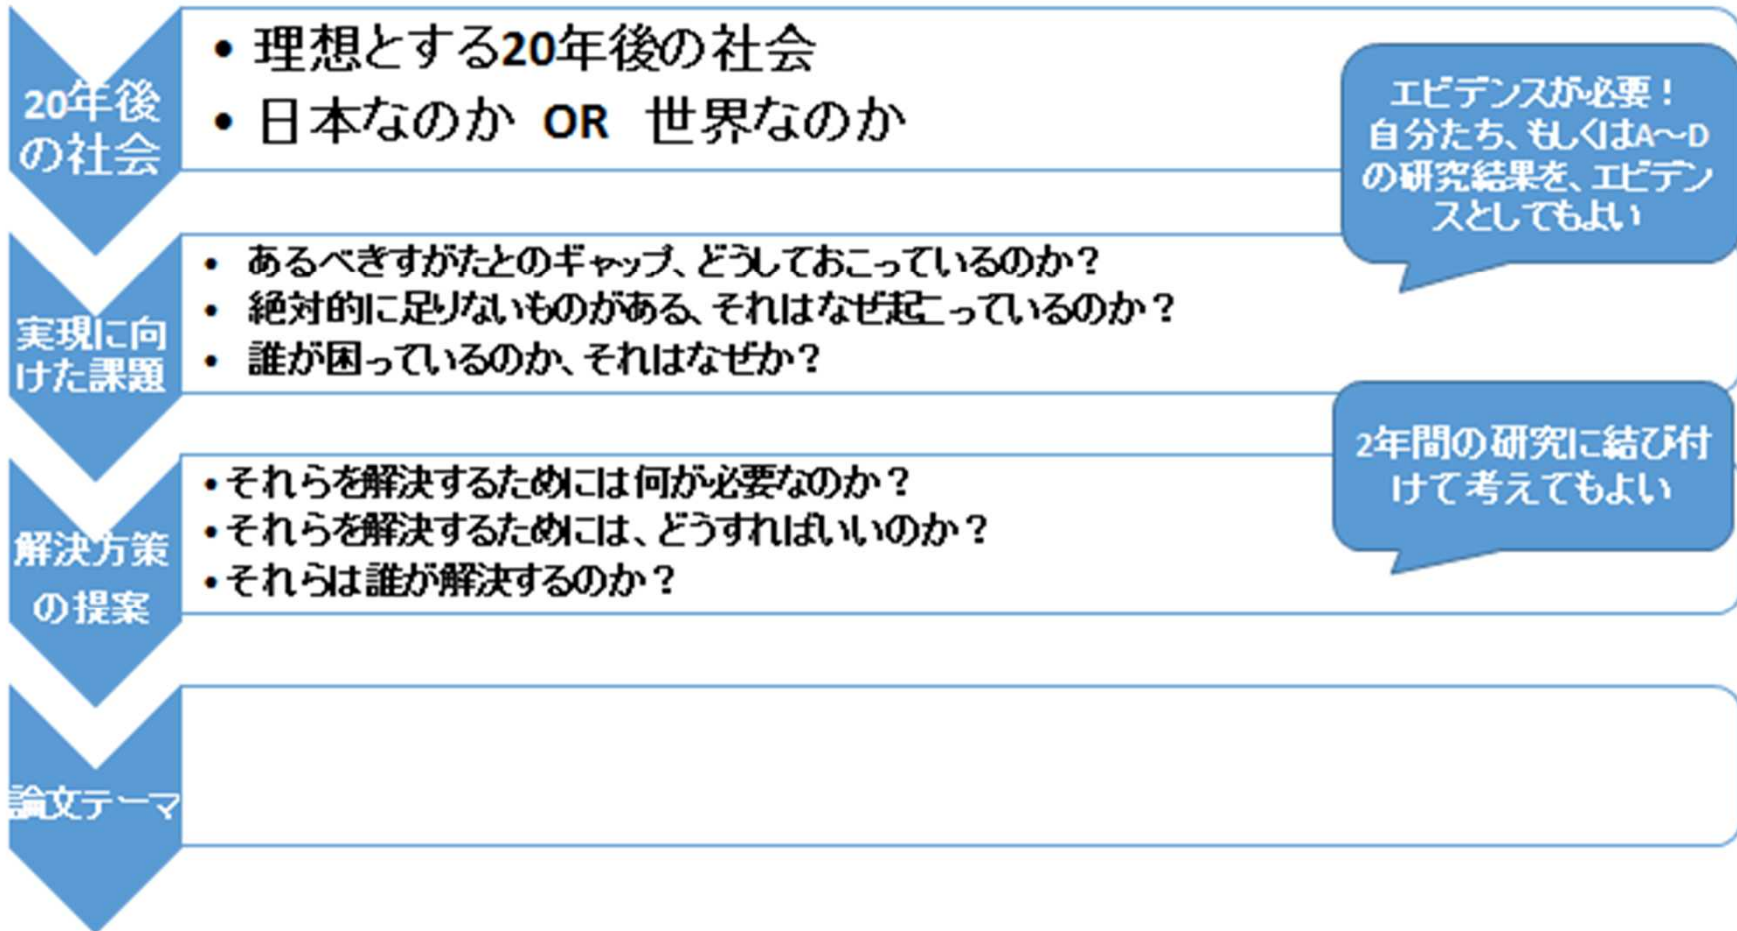 20年後
の社会
• 理想とする20年後の社会
• 日本なのか OR 世界なのか
エビデンスが必要！
自分たち、もしくはA～D
の研究結果を、エビデン
スとしてもよい
実現に向
けた課題
• あるべきすがたとのギャップ、どうしておこっているのか？
• 絶対的に足りないものがある、それはなぜ起こっているのか？
• 誰が困っているのか、それはなぜか？
2年間の研究に結び付
けて考えてもよい
解決方策
の提案
• それらを解決するためには何が必要なのか？
• それらを解決するためには、どうすればいいのか？
• それらは誰が解決するのか？
論文テーマ